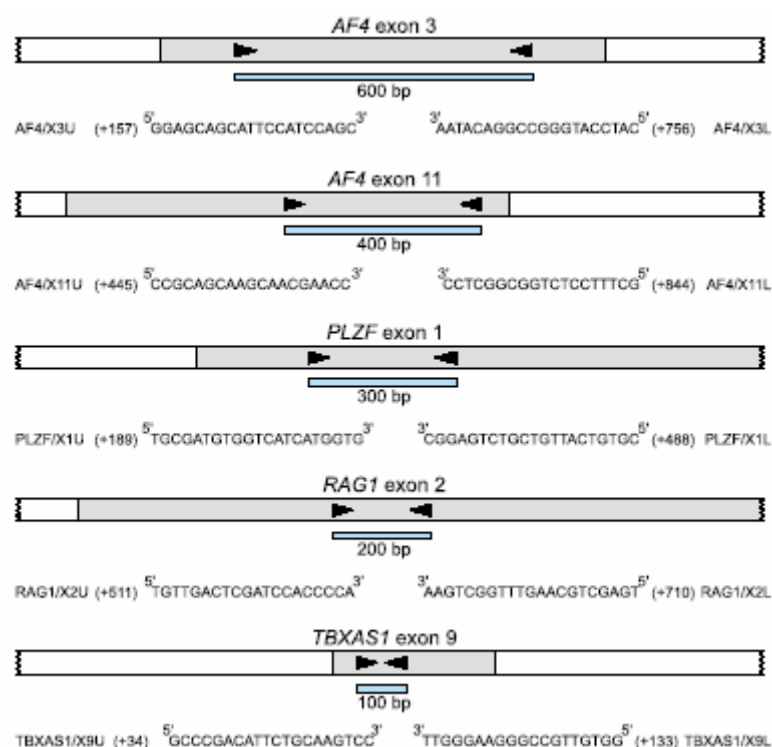 AF4 exon 3
600 bp
AF4/X3U (+157) 5'GGAGCAGCATTCCATCCAGC3' 3'AATACAGGCCGGGTACCTAC5' (+756) AF4/X3L
AF4 exon 11
400 bp
AF4/X11U (+445) 5'CCGCAGCAAGCAACGAACC3' 3'CCTCGGCGGTCTCCTTTCG5' (+844) AF4/X11L
PLZF exon 1
300 bp
PLZF/X1U (+189) 5'TGCGATGTGGTCATCATGGTG3' 3'CGGAGTCTGCTGTTACTGTGC5' (+488) PLZF/X1L
RAG1 exon 2
200 bp
RAG1/X2U (+511) 5'TGTTGACTCGATCCACCCCA3' 3'AAGTCGGTTTGAACGTCGAGT5' (+710) RAG1/X2L
TBXAS1 exon 9
100 bp
TBXAS1/X9U (+34) 5'GCCCGACATTCTGCAAGTCC3' 3'TTGGGAAGGGCCGTTGTGG5' (+133) TBXAS1/X9L